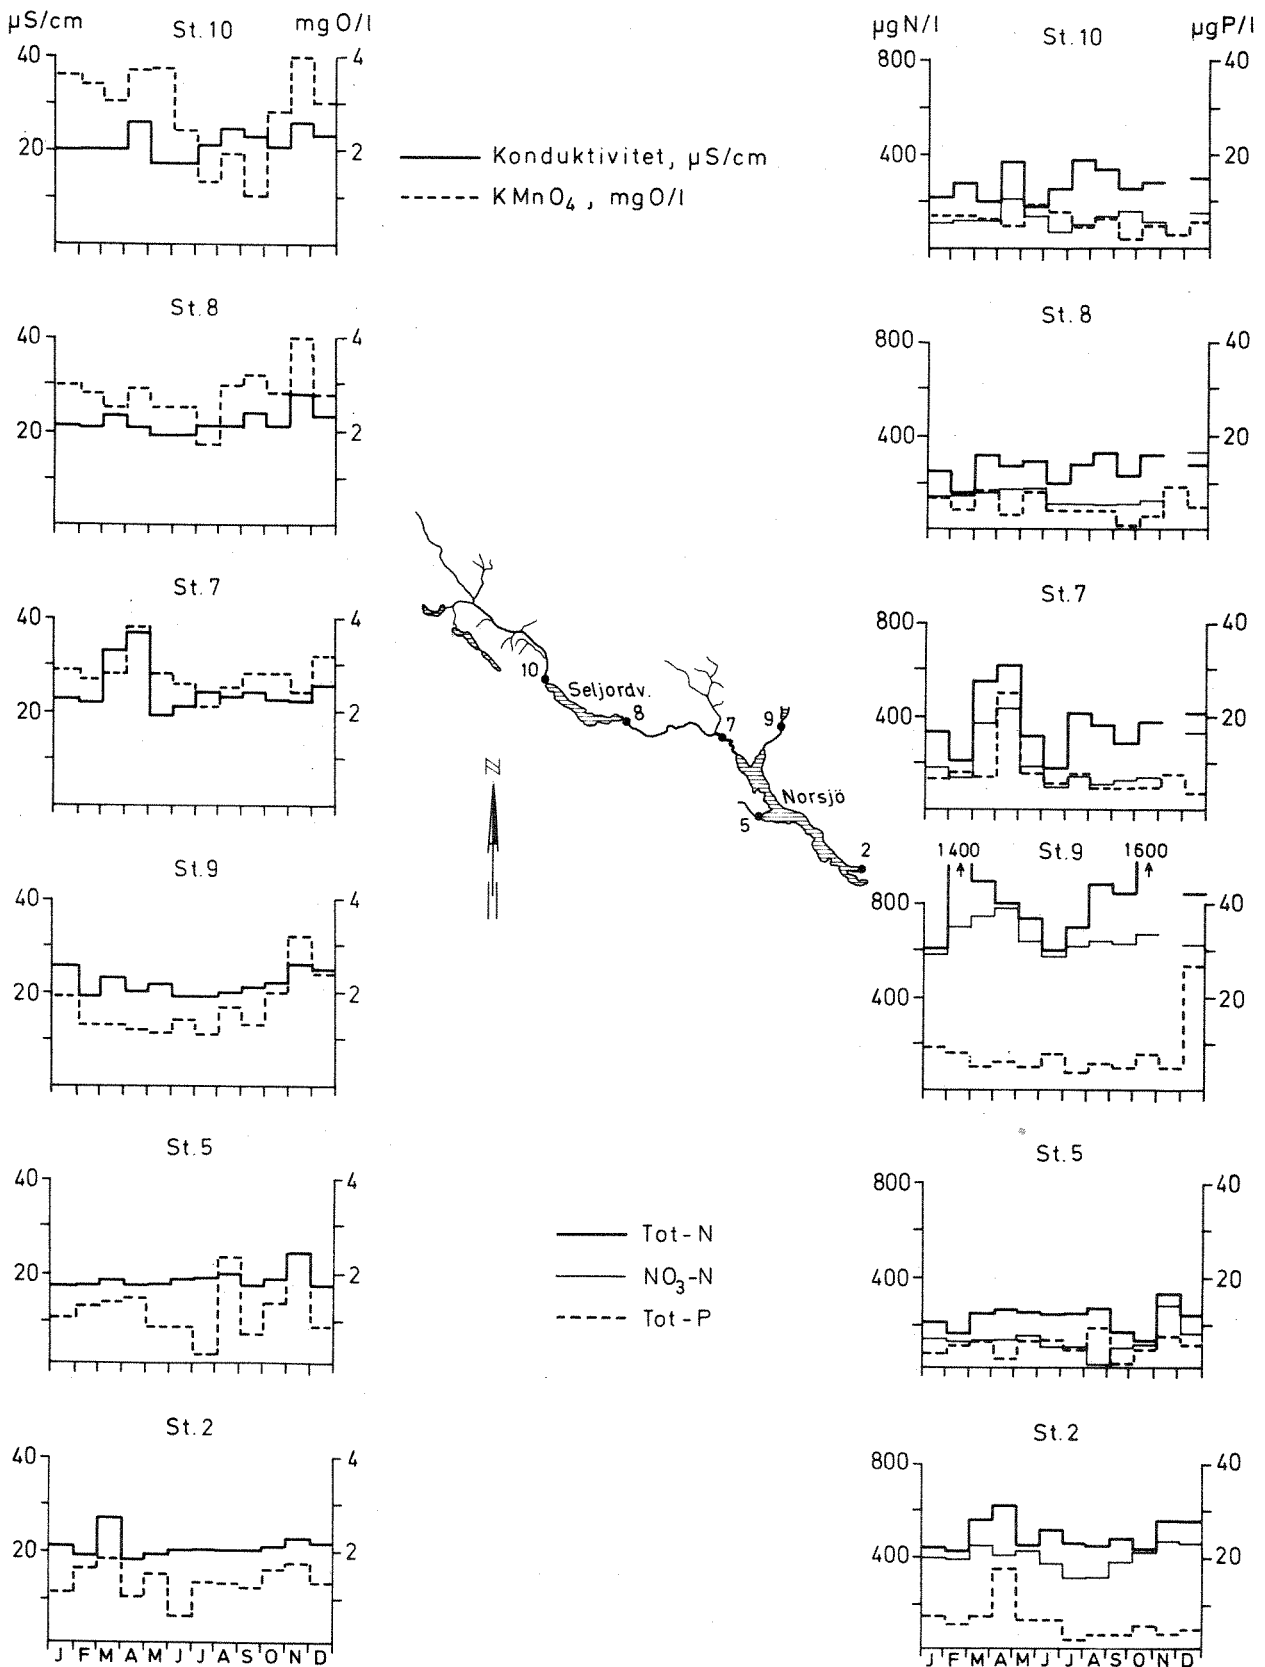 µS/cm St.10 mgO/l
40 4
20 2
Konduktivitet, µS/cm
KMnO₄ , mgO/l
µgN/l St.10 µgP/l
800 40
400 20
St.8
40 4
20 2
St.8
800 40
400 20
St.7
40 4
20 2
St.7
800 40
400 20
10
Seljordv.
8
7
9
N
Norsjö
5
2
St.9
40 4
20 2
1400 St.9 1600
800 40
400 20
St.5
40 4
20 2
St.5
800 40
400 20
Tot-N
NO₃-N
Tot-P
St.2
40 4
20 2
J F M A M J J A S O N D
St.2
800 40
400 20
J F M A M J J A S O N D